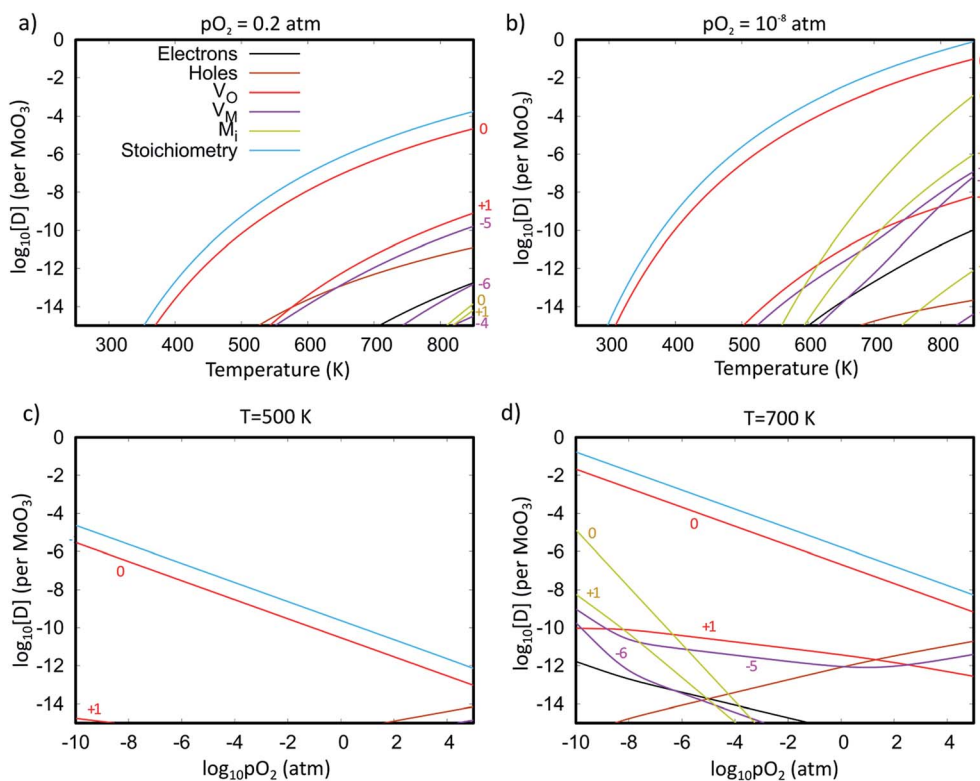 a) pO₂ = 0.2 atm
0
-2
-4
-6
-8
-10
-12
-14
log₁₀[D] (per MoO₃)
Electrons
Holes
V_O
V_M
M_i
Stoichiometry
0
+1
-5
-6
0
+1
-4
300 400 500 600 700 800
Temperature (K)
b) pO₂ = 10⁻⁸ atm
0
-2
-4
-6
-8
-10
-12
-14
log₁₀[D] (per MoO₃)
300 400 500 600 700 800
Temperature (K)
c) T=500 K
0
-2
-4
-6
-8
-10
-12
-14
log₁₀[D] (per MoO₃)
0
+1
-10 -8 -6 -4 -2 0 2 4
log₁₀pO₂ (atm)
d) T=700 K
0
-2
-4
-6
-8
-10
-12
-14
log₁₀[D] (per MoO₃)
0
0
+1
+1
-6
-5
-10 -8 -6 -4 -2 0 2 4
log₁₀pO₂ (atm)